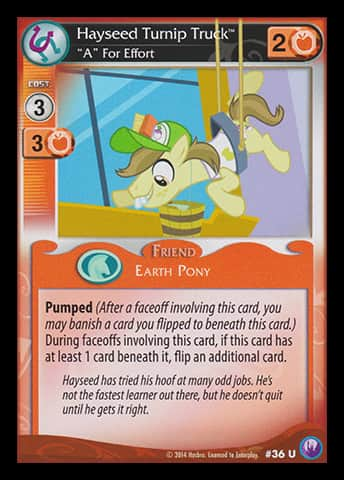 Hayseed Turnip Truck™
"A" For Effort
2
COST
3
3
FRIEND
EARTH PONY
Pumped (After a faceoff involving this card, you
may banish a card you flipped to beneath this card.)
During faceoffs involving this card, if this card has
at least 1 card beneath it, flip an additional card.
Hayseed has tried his hoof at many odd jobs. He's
not the fastest learner out there, but he doesn't quit
until he gets it right.
© 2014 Hasbro. Licensed to Enterplay.
#36 U